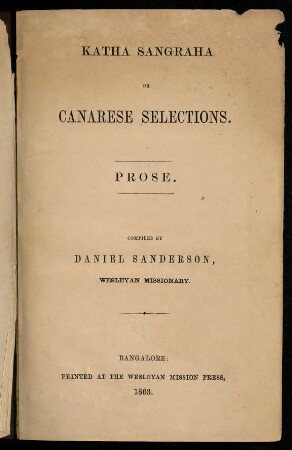 KATHA SANGRAHA
OR
CANARESE SELECTIONS.
PROSE.
COMPILED BY
DANIEL SANDERSON,
WESLEYAN MISSIONARY.
BANGALORE:
PRINTED AT THE WESLEYAN MISSION PRESS,
1863.